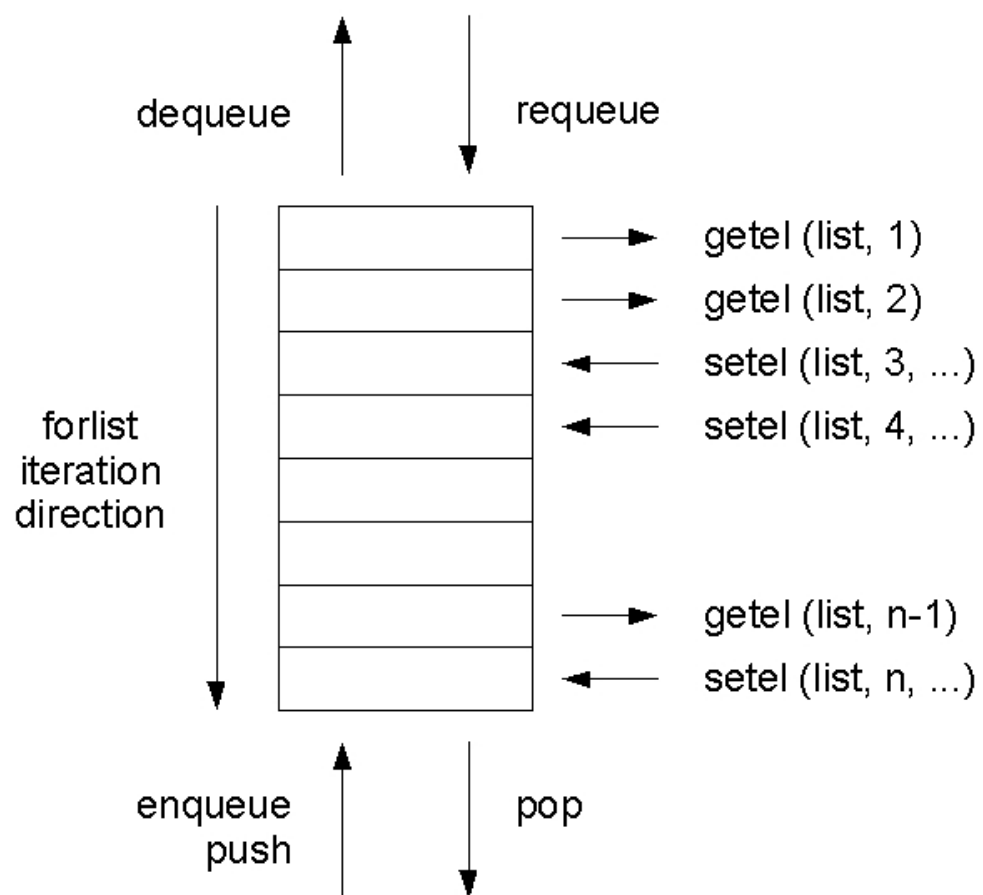 dequeue
requeue
getel (list, 1)
getel (list, 2)
setel (list, 3, ...)
setel (list, 4, ...)
forlist
iteration
direction
getel (list, n-1)
setel (list, n, ...)
enqueue
push
pop